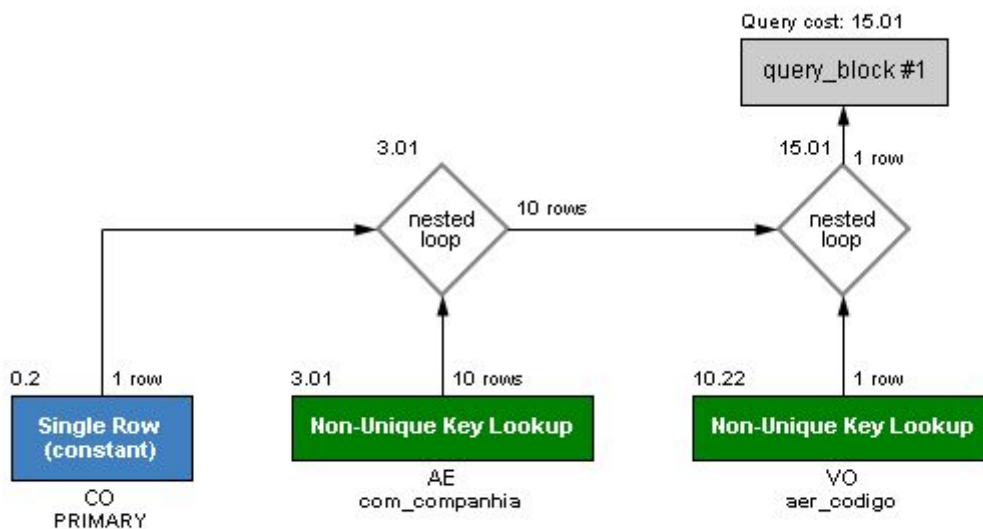 Query cost: 15.01
query_block #1
3.01
15.01
1 row
nested
loop
10 rows
nested
loop
0.2
1 row
3.01
10 rows
10.22
1 row
Single Row
(constant)
Non-Unique Key Lookup
Non-Unique Key Lookup
CO
PRIMARY
AE
com_companhia
VO
aer_codigo